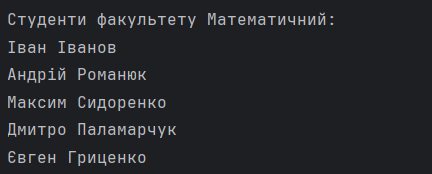 Студенти факультету Математичний:
Іван Іванов
Андрій Романюк
Максим Сидоренко
Дмитро Паламарчук
Євген Гриценко